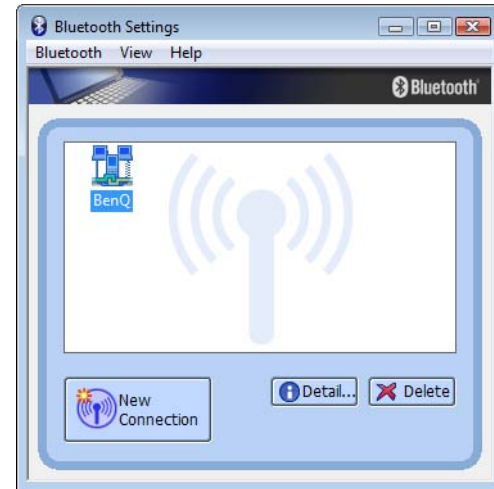 Bluetooth Settings
Bluetooth View Help
Bluetooth
BenQ
New
Connection
Detail...
Delete